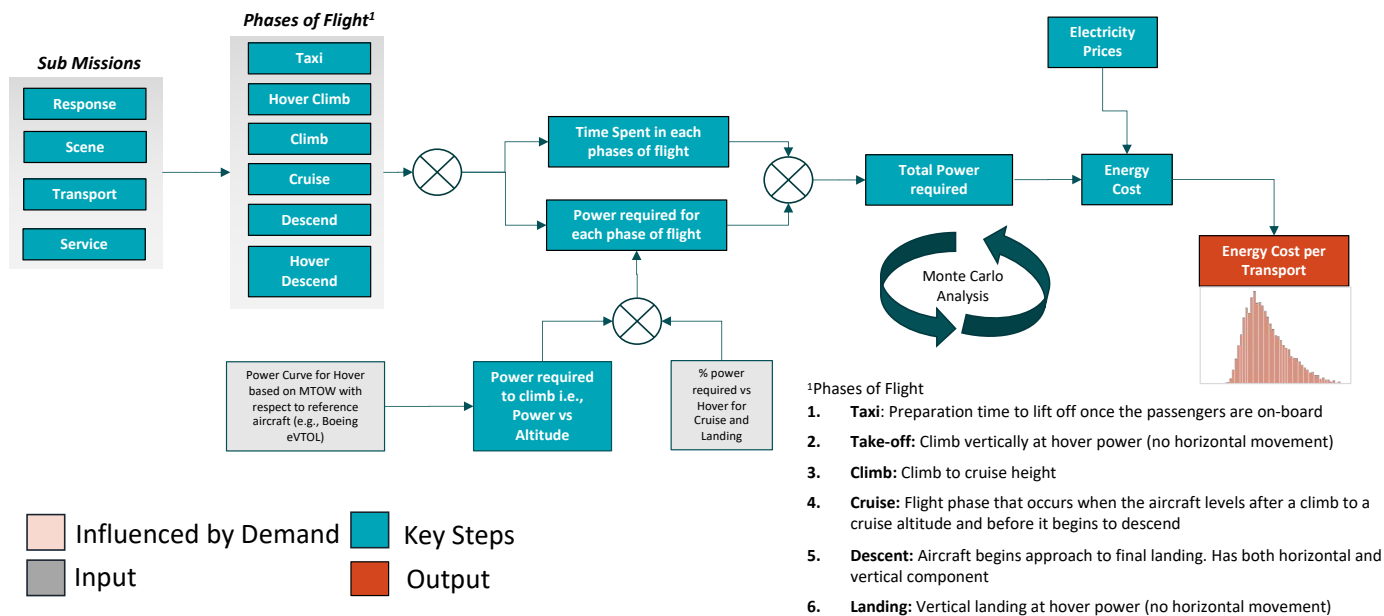 Phases of Flight¹
Sub Missions
Response
Scene
Transport
Service
Taxi
Hover Climb
Climb
Cruise
Descend
Hover
Descend
Time Spent in each
phases of flight
Power required for
each phase of flight
Total Power
required
Electricity
Prices
Energy
Cost
Energy Cost per
Transport
Monte Carlo
Analysis
Power Curve for Hover
based on MTOW with
respect to reference
aircraft (e.g., Boeing
eVTOL)
Power required
to climb i.e.,
Power vs
Altitude
% power
required vs
Hover for
Cruise and
Landing
¹Phases of Flight
1. Taxi: Preparation time to lift off once the passengers are on-board
2. Take-off: Climb vertically at hover power (no horizontal movement)
3. Climb: Climb to cruise height
4. Cruise: Flight phase that occurs when the aircraft levels after a climb to a
cruise altitude and before it begins to descend
5. Descent: Aircraft begins approach to final landing. Has both horizontal and
vertical component
6. Landing: Vertical landing at hover power (no horizontal movement)
Influenced by Demand
Key Steps
Input
Output